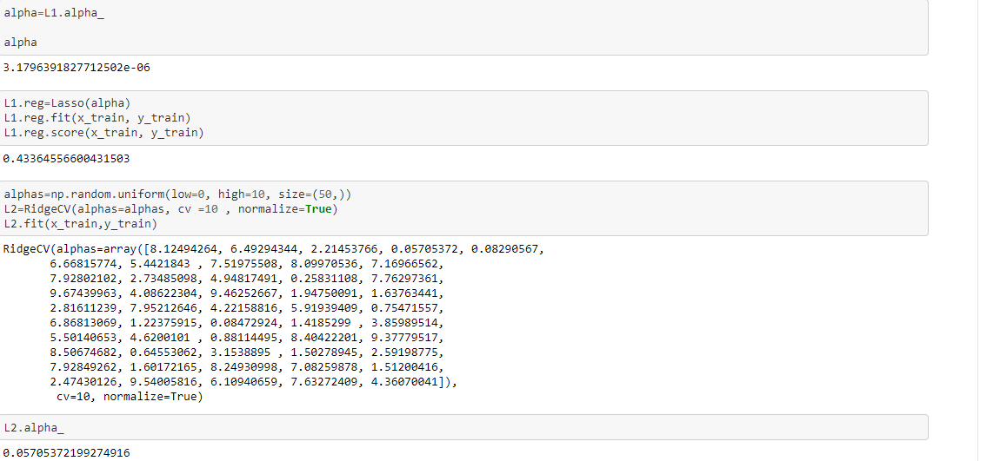 alpha=L1.alpha_
alpha
3.1796391827712502e-06
L1.reg=Lasso(alpha)
L1.reg.fit(x_train, y_train)
L1.reg.score(x_train, y_train)
0.43364556600431503
alphas=np.random.uniform(low=0, high=10, size=(50,))
L2=RidgeCV(alphas=alphas, cv =10 , normalize=True)
L2.fit(x_train,y_train)
RidgeCV(alphas=array([8.12494264, 6.49294344, 2.21453766, 0.05705372, 0.08290567,
6.66815774, 5.4421843 , 7.51975508, 8.09970536, 7.16966562,
7.92802102, 2.73485098, 4.94817491, 0.25831108, 7.76297361,
9.67439963, 4.08622304, 9.46252667, 1.94750091, 1.63763441,
2.81611239, 7.95212646, 4.22158816, 5.91939409, 0.75471557,
6.86813069, 1.22375915, 0.08472924, 1.4185299 , 3.85989514,
5.50140653, 4.6200101 , 0.88114495, 8.40422201, 9.37779517,
8.50674682, 0.64553062, 3.1538895 , 1.50278945, 2.59198775,
7.92849262, 1.60172165, 8.24930998, 7.08259878, 1.51200416,
2.47430126, 9.54005816, 6.10940659, 7.63272409, 4.36070041]),
cv=10, normalize=True)
L2.alpha_
0.05705372199274916